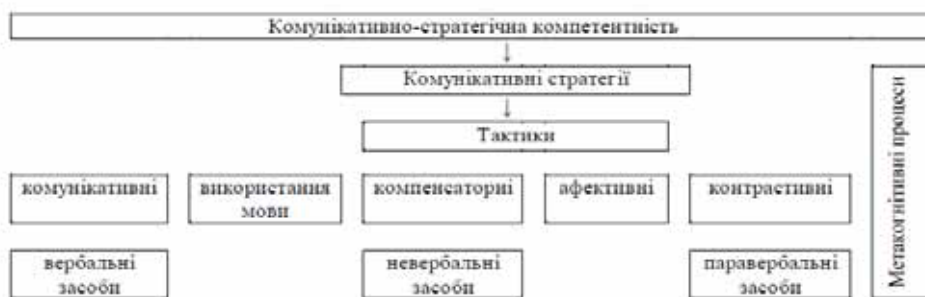 Комунікативно-стратегічна компетентність
Комунікативні стратегії
Тактики
комунікативні
використання
мови
компенсаторні
афективні
контрастивні
вербальні
засоби
невербальні
засоби
паравербальні
засоби
Метакогнітивні процеси